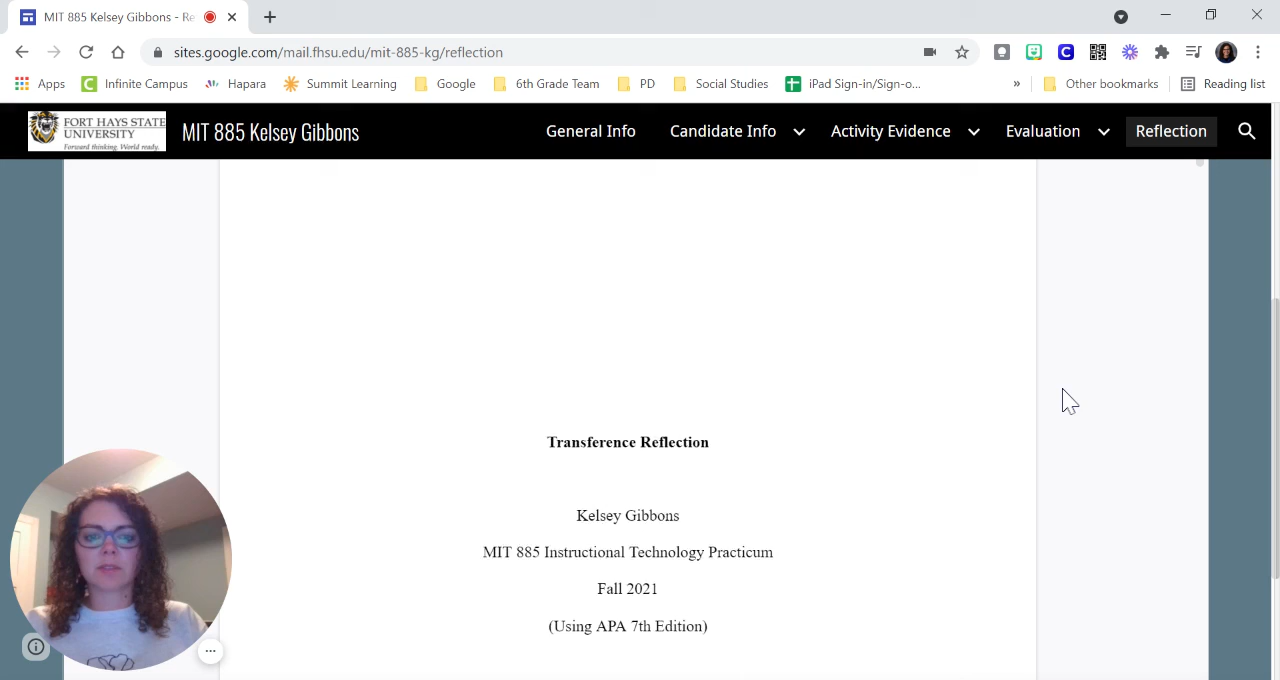 MIT 885 Kelsey Gibbons - Re
sites.google.com/mail.fhsu.edu/mit-885-kg/reflection
Apps
Infinite Campus
Hapara
Summit Learning
Google
6th Grade Team
PD
Social Studies
iPad Sign-in/Sign-o...
»
Other bookmarks
Reading list
FORT HAYS STATE
UNIVERSITY
Forward thinking. World ready.
MIT 885 Kelsey Gibbons
General Info
Candidate Info
Activity Evidence
Evaluation
Reflection
Transference Reflection
Kelsey Gibbons
MIT 885 Instructional Technology Practicum
Fall 2021
(Using APA 7th Edition)